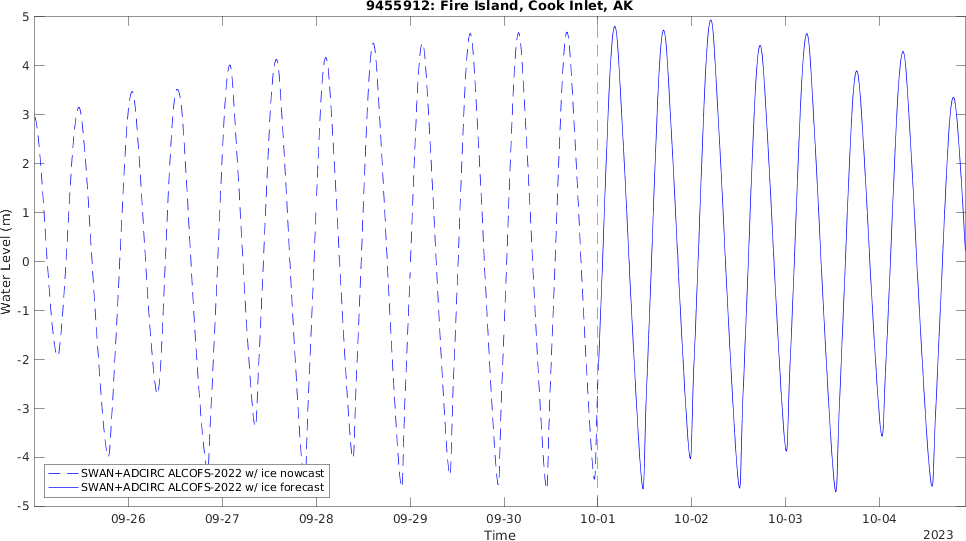 9455912: Fire Island, Cook Inlet, AK
5
4
3
2
1
0
-1
-2
-3
-4
-5
Water Level (m)
SWAN+ADCIRC ALCOFS-2022 w/ ice nowcast
SWAN+ADCIRC ALCOFS-2022 w/ ice forecast
09-26 09-27 09-28 09-29 09-30 10-01 10-02 10-03 10-04
Time
2023